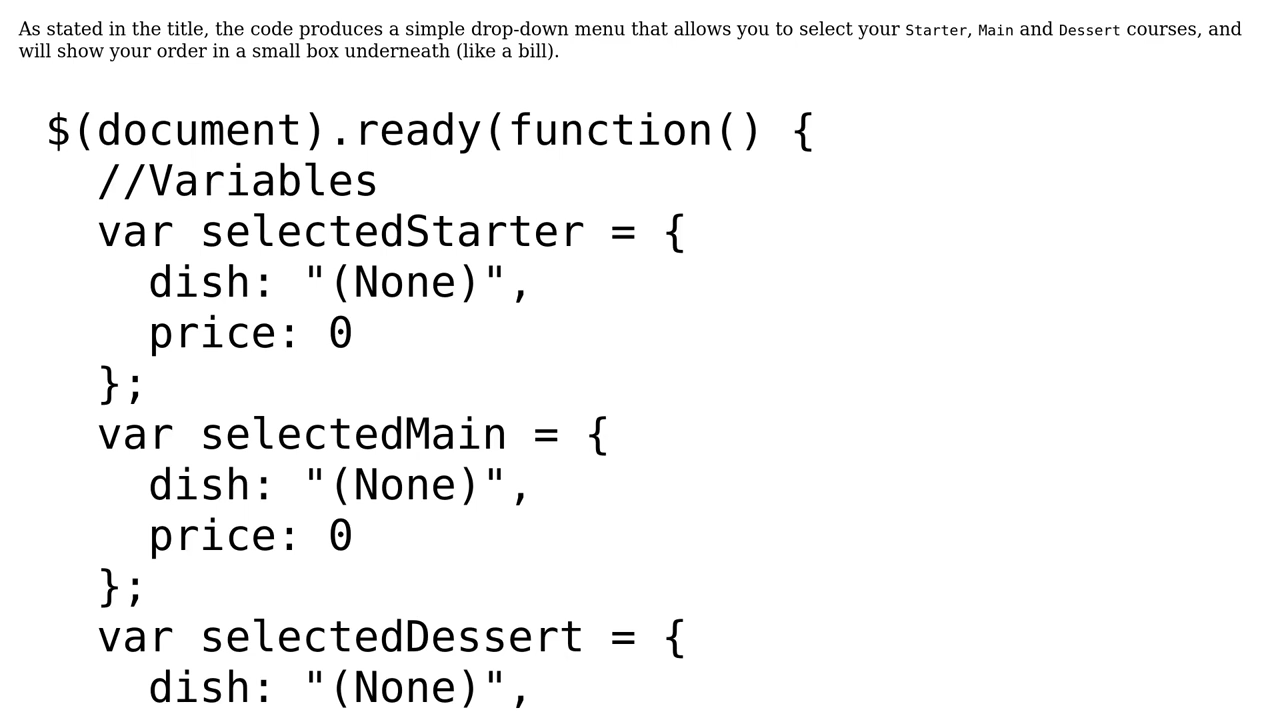 As stated in the title, the code produces a simple drop-down menu that allows you to select your Starter, Main and Dessert courses, and
will show your order in a small box underneath (like a bill).
$(document).ready(function() {
  //Variables
  var selectedStarter = {
    dish: "(None)",
    price: 0
  };
  var selectedMain = {
    dish: "(None)",
    price: 0
  };
  var selectedDessert = {
    dish: "(None)",